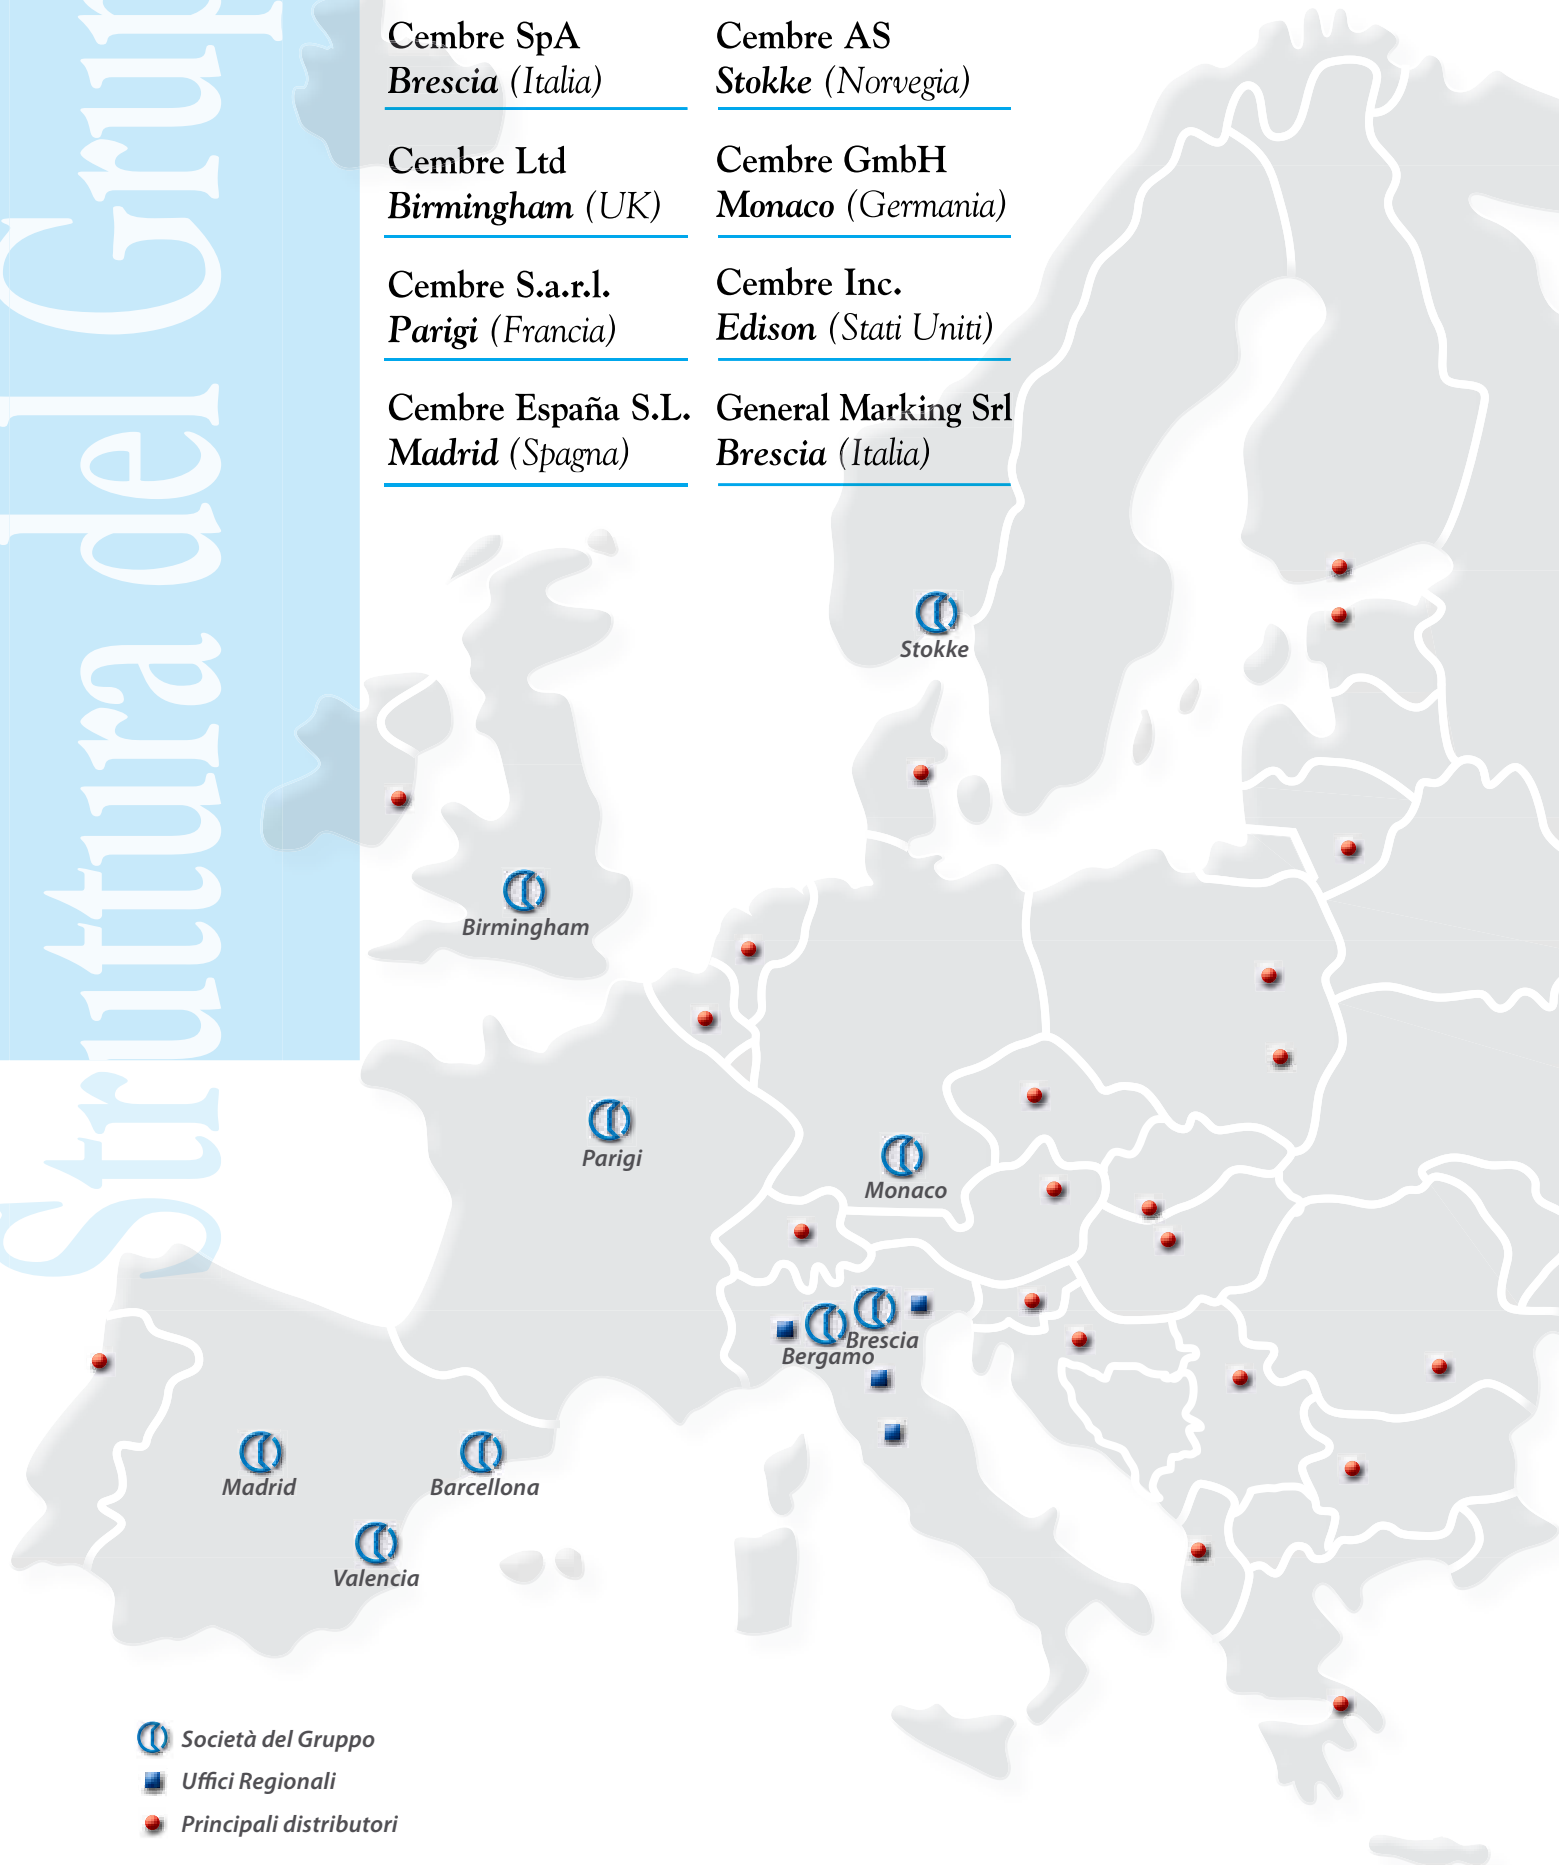 Struttura del Grup
Cembre SpA
Brescia (Italia)
Cembre Ltd
Birmingham (UK)
Cembre S.a.r.l.
Parigi (Francia)
Cembre España S.L.
Madrid (Spagna)
Cembre AS
Stokke (Norvegia)
Cembre GmbH
Monaco (Germania)
Cembre Inc.
Edison (Stati Uniti)
General Marking Srl
Brescia (Italia)
Stokke
Birmingham
Parigi
Monaco
Brescia
Bergamo
Madrid
Barcellona
Valencia
Società del Gruppo
Uffici Regionali
Principali distributori